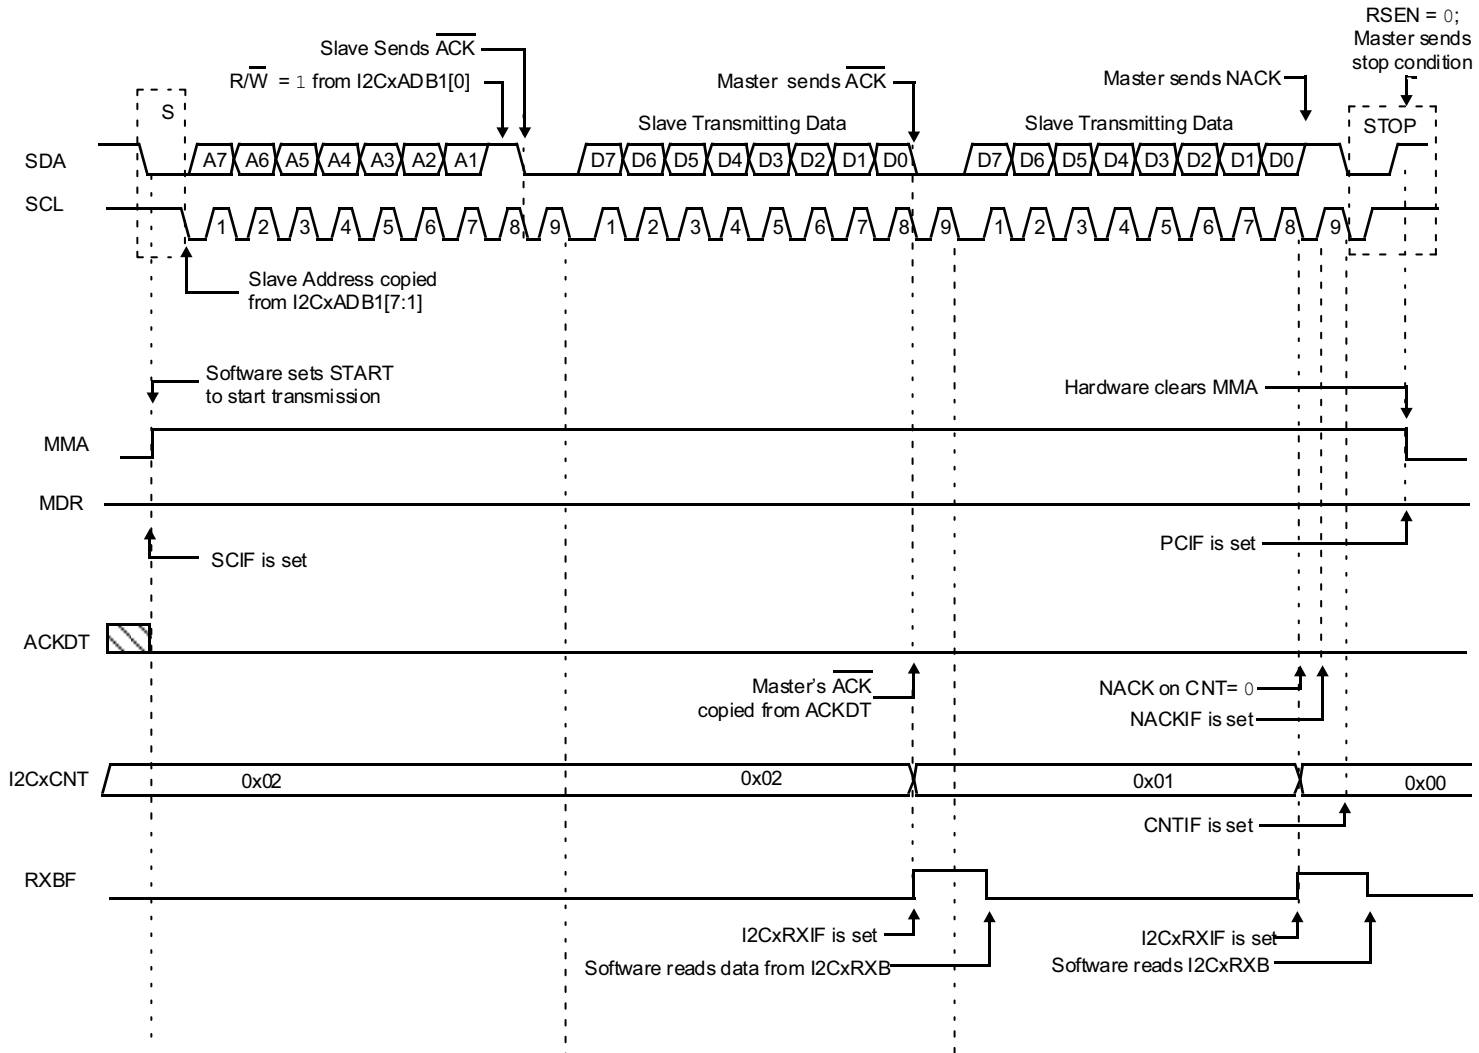 RSEN = 0;
Master sends
stop condition
Slave Sends ACK
R/W = 1 from I2CxADB1[0]
Master sends ACK
Master sends NACK
S
Slave Transmitting Data
Slave Transmitting Data
STOP
SDA
A7 A6 A5 A4 A3 A2 A1
D7 D6 D5 D4 D3 D2 D1 D0
D7 D6 D5 D4 D3 D2 D1 D0
SCL
1 2 3 4 5 6 7 8 9
1 2 3 4 5 6 7 8 9
1 2 3 4 5 6 7 8 9
Slave Address copied
from I2CxADB1[7:1]
Software sets START
to start transmission
Hardware clears MMA
MMA
MDR
SCIF is set
PCIF is set
ACKDT
Master's ACK
copied from ACKDT
NACK on CNT= 0
NACKIF is set
I2CxCNT
0x02
0x02
0x01
0x00
CNTIF is set
RXBF
I2CxRXIF is set
Software reads data from I2CxRXB
I2CxRXIF is set
Software reads I2CxRXB